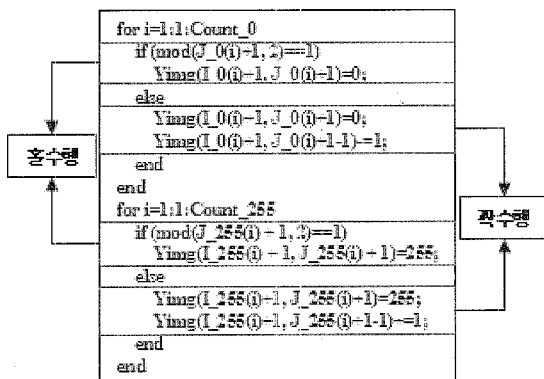 for i=1:1:Count_0
if(mod(J_0(i)+1, 2)==1)
Yimg(I_0(i)+1, J_0(i)+1)=0;
else
Yimg(I_0(i)+1, J_0(i)+1)=0;
Yimg(I_0(i)+1, J_0(i)+1-1)-=1;
end
end
for i=1:1:Count_255
if(mod(J_255(i) + 1, 2)==1)
Yimg(I_255(i) + 1, J_255(i) + 1)=255;
else
Yimg(I_255(i)+1, J_255(i)+1)=255;
Yimg(I_255(i)+1, J_255(i)+1-1)+=1;
end
end
홀수행
짝수행